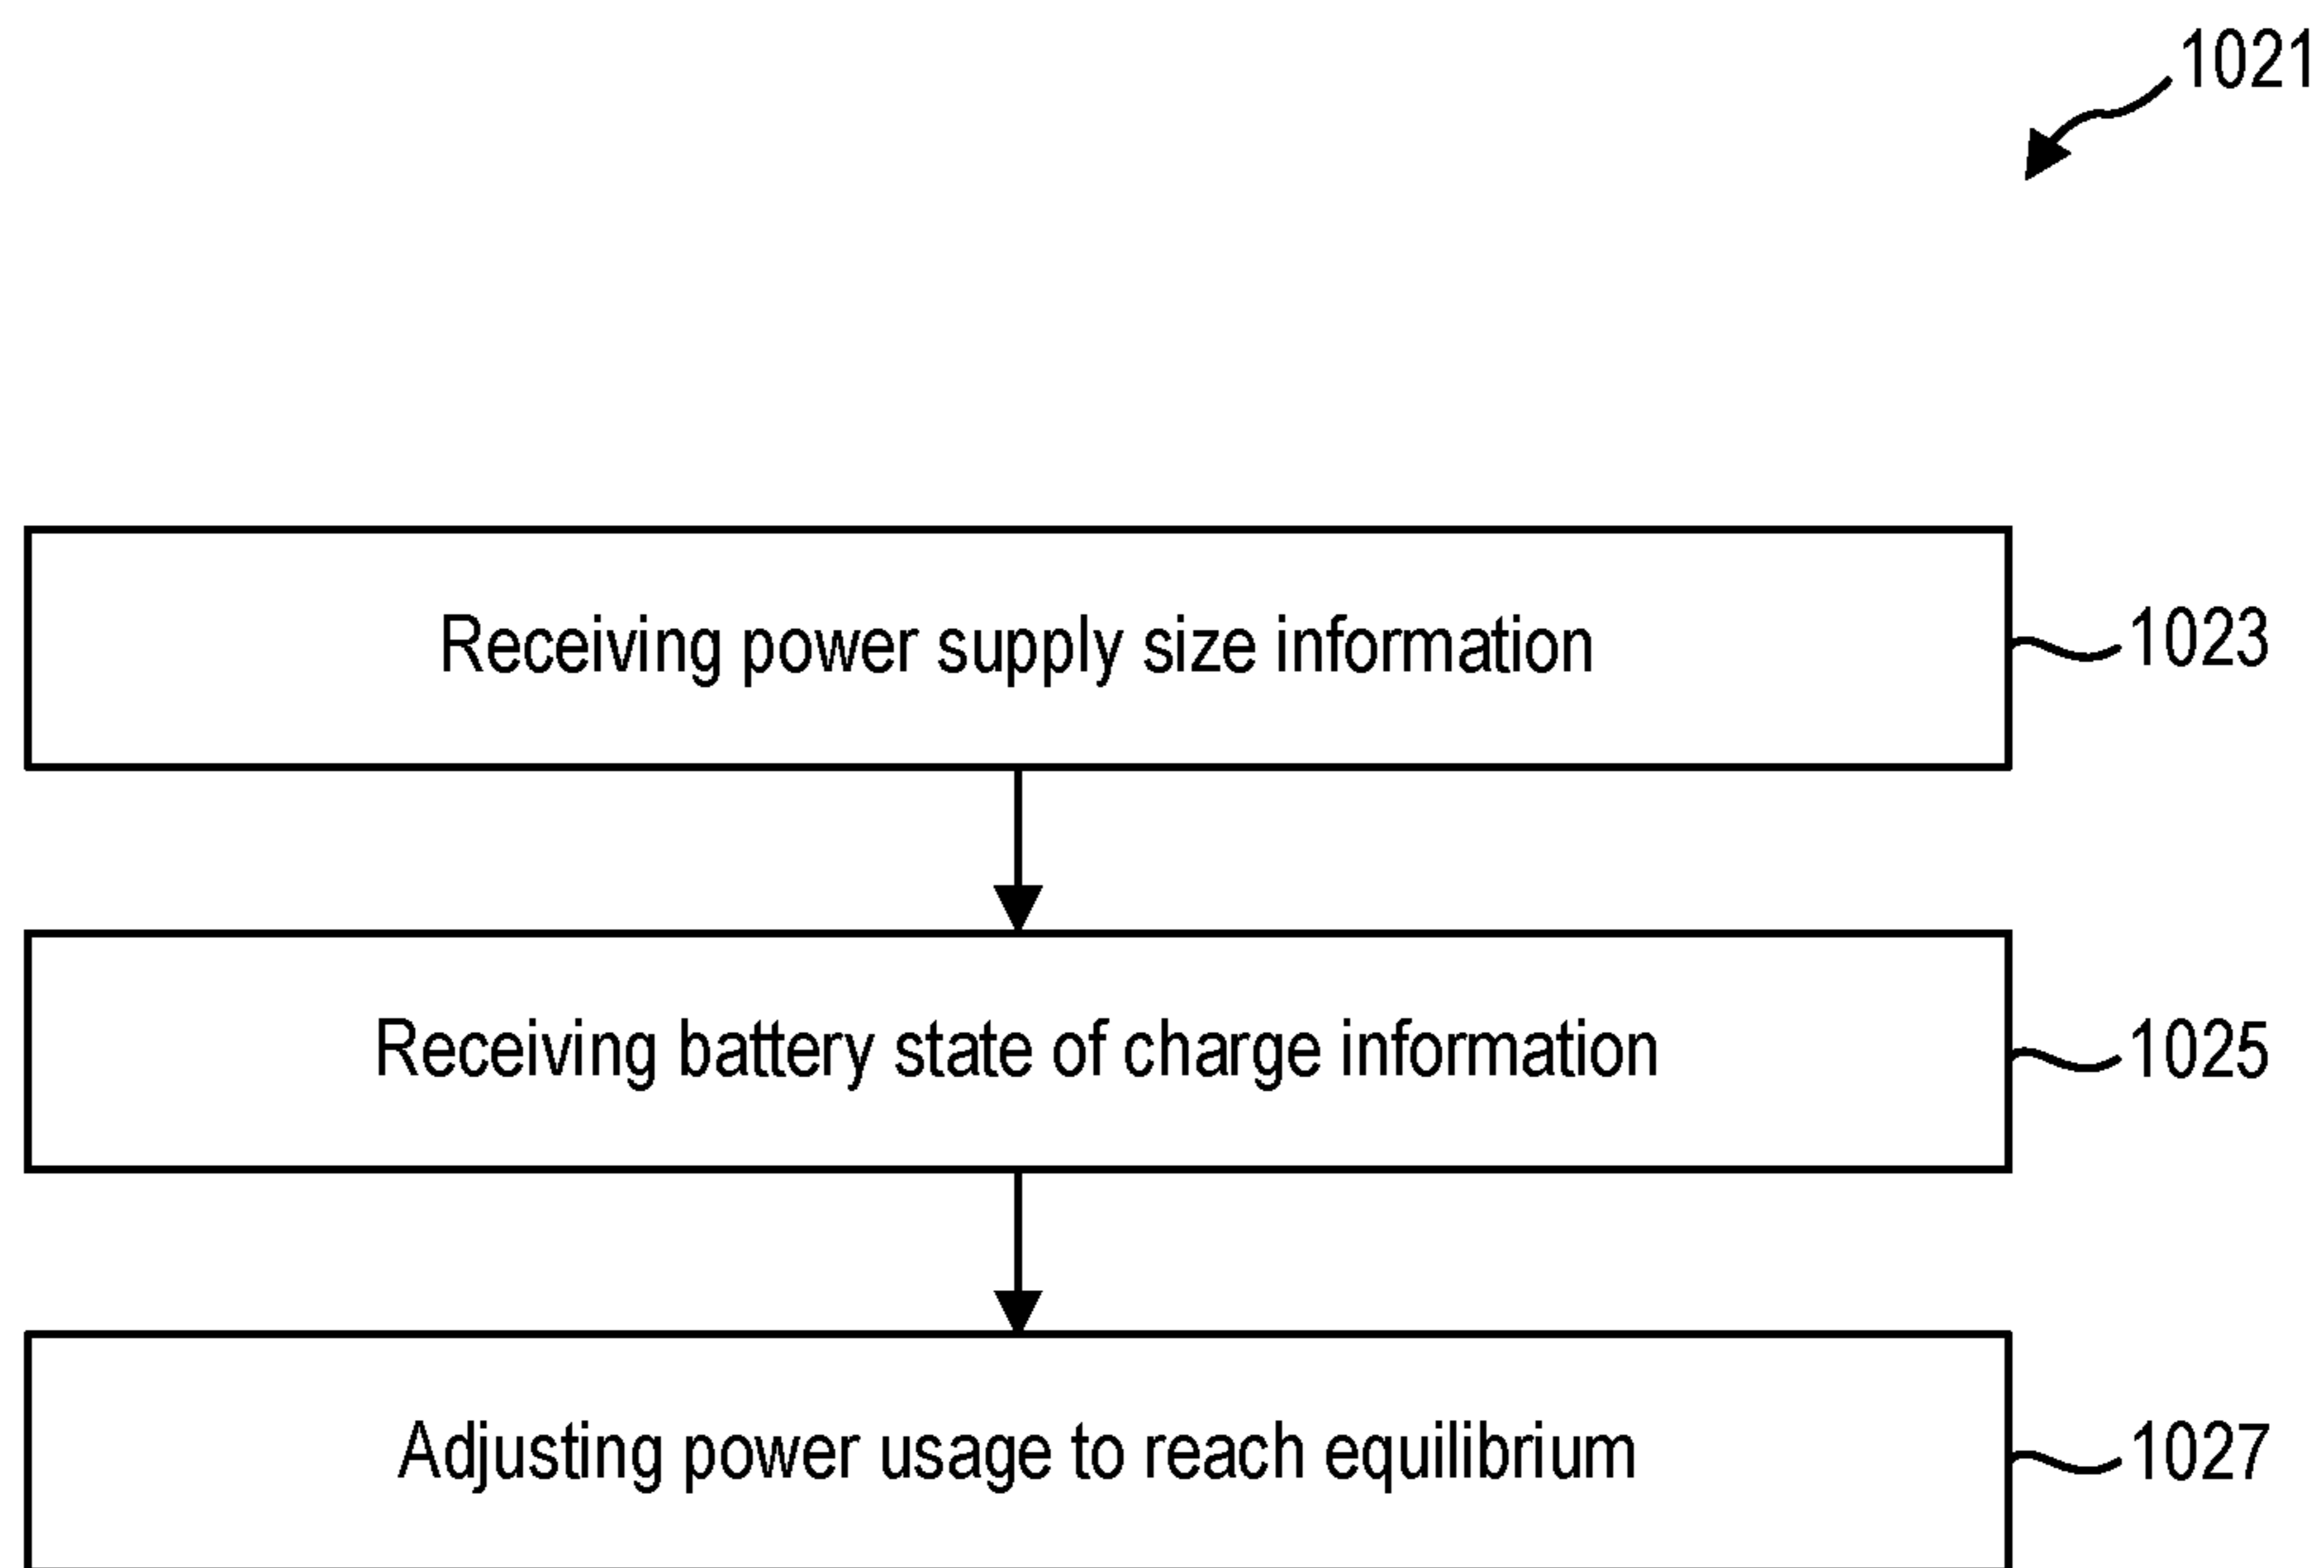 1021
Receiving power supply size information
1023
Receiving battery state of charge information
1025
Adjusting power usage to reach equilibrium
1027